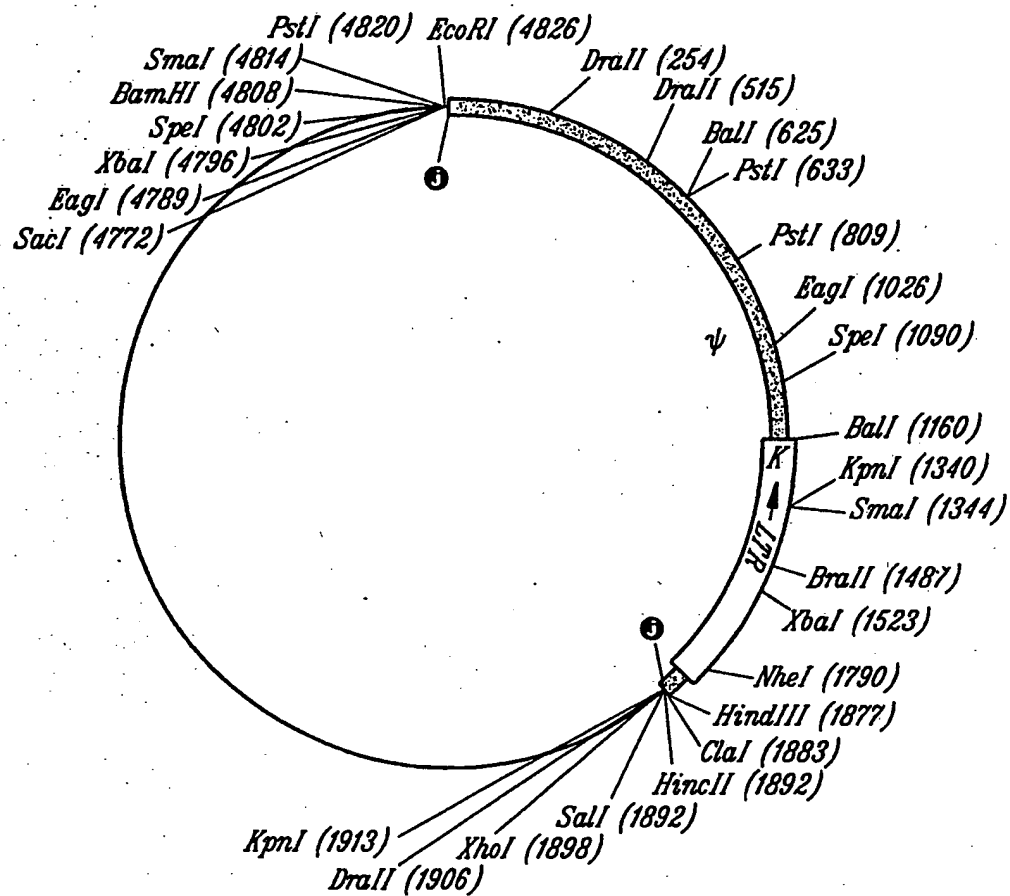 PstI (4820)
EcoRI (4826)
SmaI (4814)
BamHI (4808)
SpeI (4802)
XbaI (4796)
EagI (4789)
SacI (4772)
DraII (254)
DraII (515)
BalI (625)
PstI (633)
PstI (809)
EagI (1026)
SpeI (1090)
ψ
J
BalI (1160)
K
KpnI (1340)
SmaI (1344)
LTR
BraII (1487)
XbaI (1523)
J
NheI (1790)
HindIII (1877)
ClaI (1883)
HincII (1892)
SalI (1892)
XhoI (1898)
KpnI (1913)
DraII (1906)